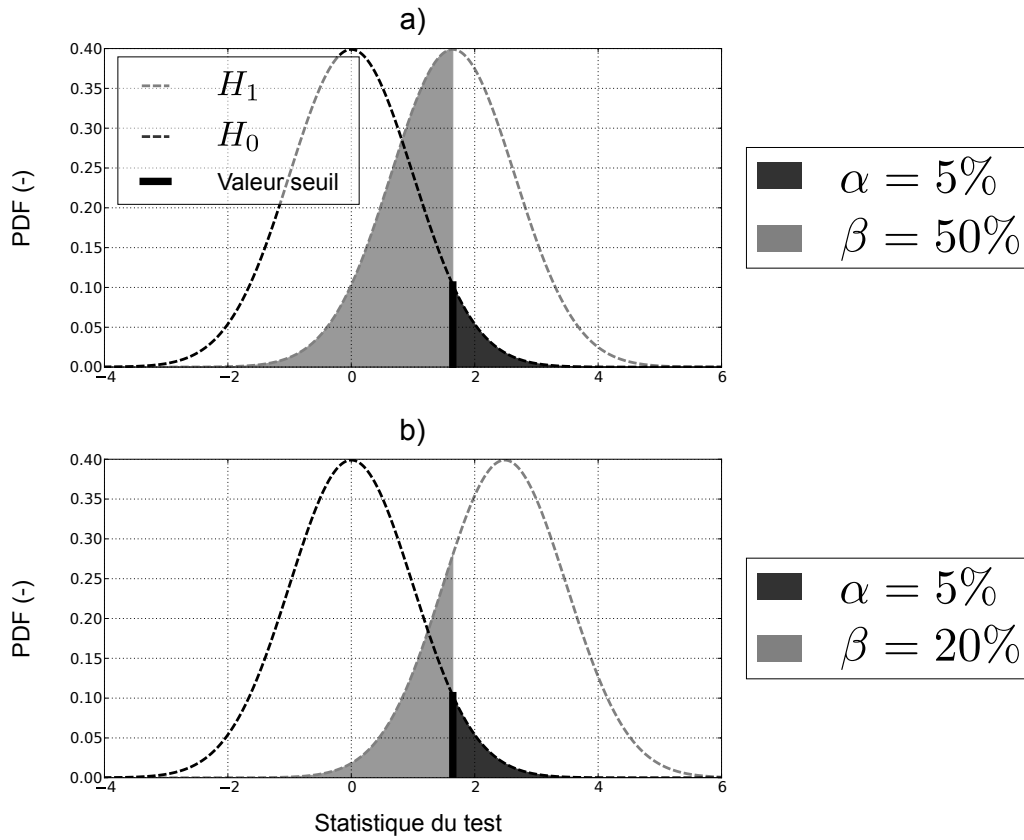 a)
0.40
0.35
0.30
0.25
0.20
0.15
0.10
0.05
0.00
PDF (-)
H₁
H₀
Valeur seuil
−4 −2 0 2 4 6
α = 5%
β = 50%
b)
0.40
0.35
0.30
0.25
0.20
0.15
0.10
0.05
0.00
PDF (-)
−4 −2 0 2 4 6
Statistique du test
α = 5%
β = 20%